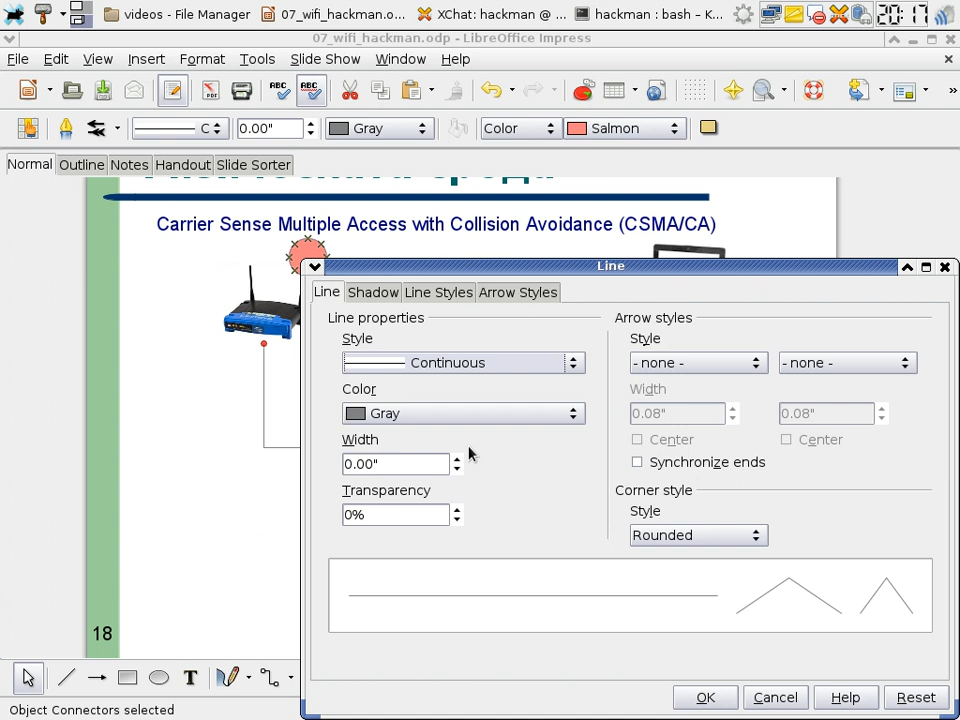 videos - File Manager
07_wifi_hackman.o...
XChat: hackman @ ...
hackman : bash – K...
20:17
07_wifi_hackman.odp - LibreOffice Impress
File Edit View Insert Format Tools Slide Show Window Help
ABC ABC
C 0.00" Gray Color Salmon
Normal Outline Notes Handout Slide Sorter
Carrier Sense Multiple Access with Collision Avoidance (CSMA/CA)
Line
Line Shadow Line Styles Arrow Styles
Line properties
Style
Continuous
Color
Gray
Width
0.00"
Transparency
0%
Arrow styles
Style
- none - - none -
Width
0.08" 0.08"
Center Center
Synchronize ends
Corner style
Style
Rounded
18
OK Cancel Help Reset
Object Connectors selected